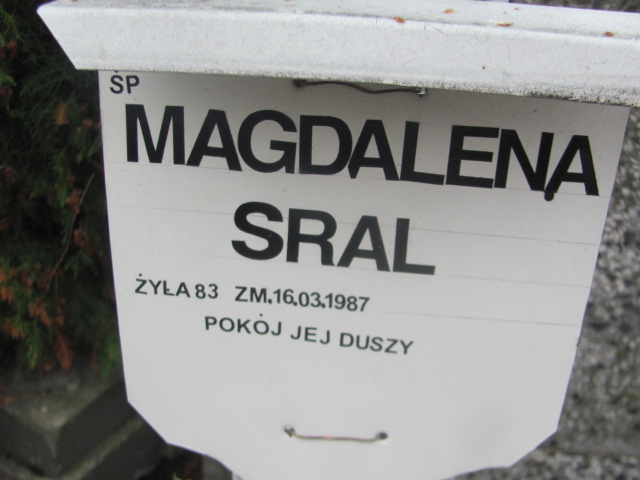 ŚP
MAGDALENA
SRAL
ŻYŁA 83 ZM.16.03.1987
POKÓJ JEJ DUSZY